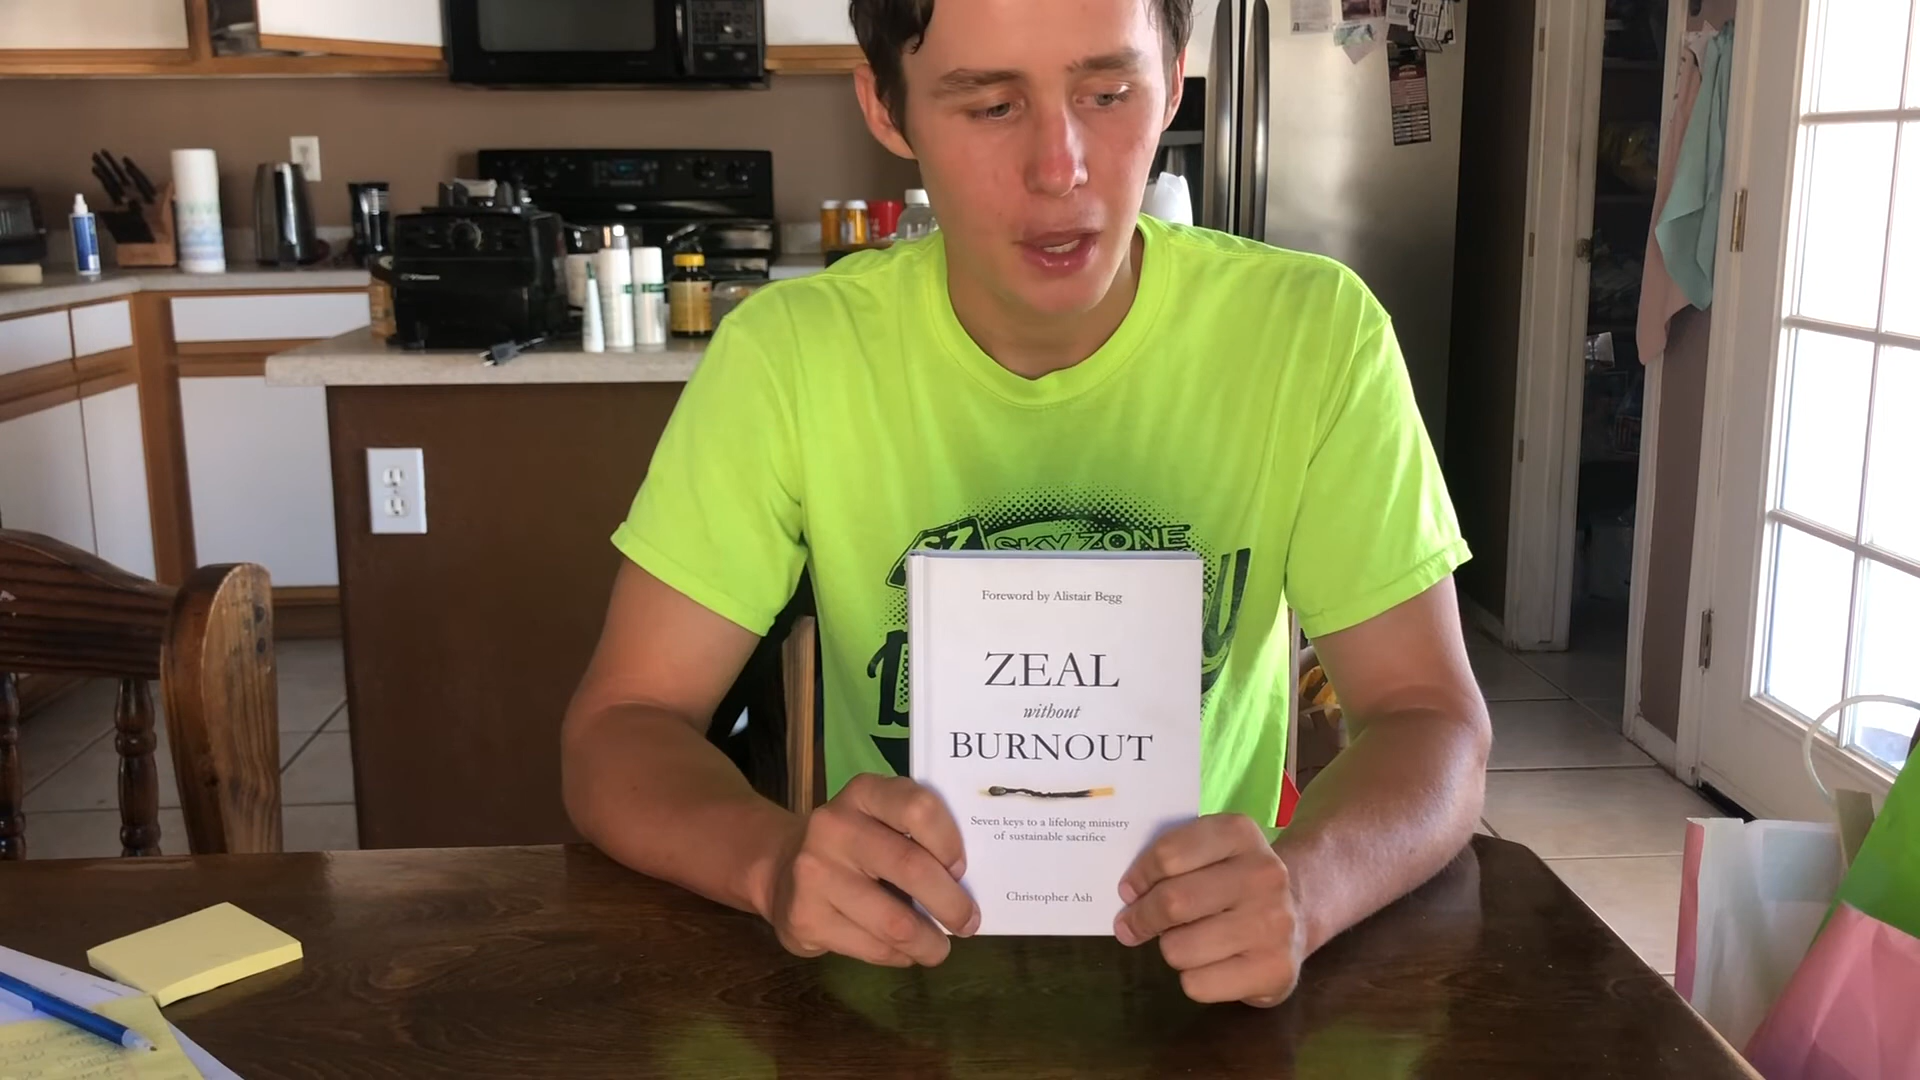 SZ SKY ZONE
Foreword by Alistair Begg
ZEAL
without
BURNOUT
Seven keys to a lifelong ministry
of sustainable sacrifice
Christopher Ash